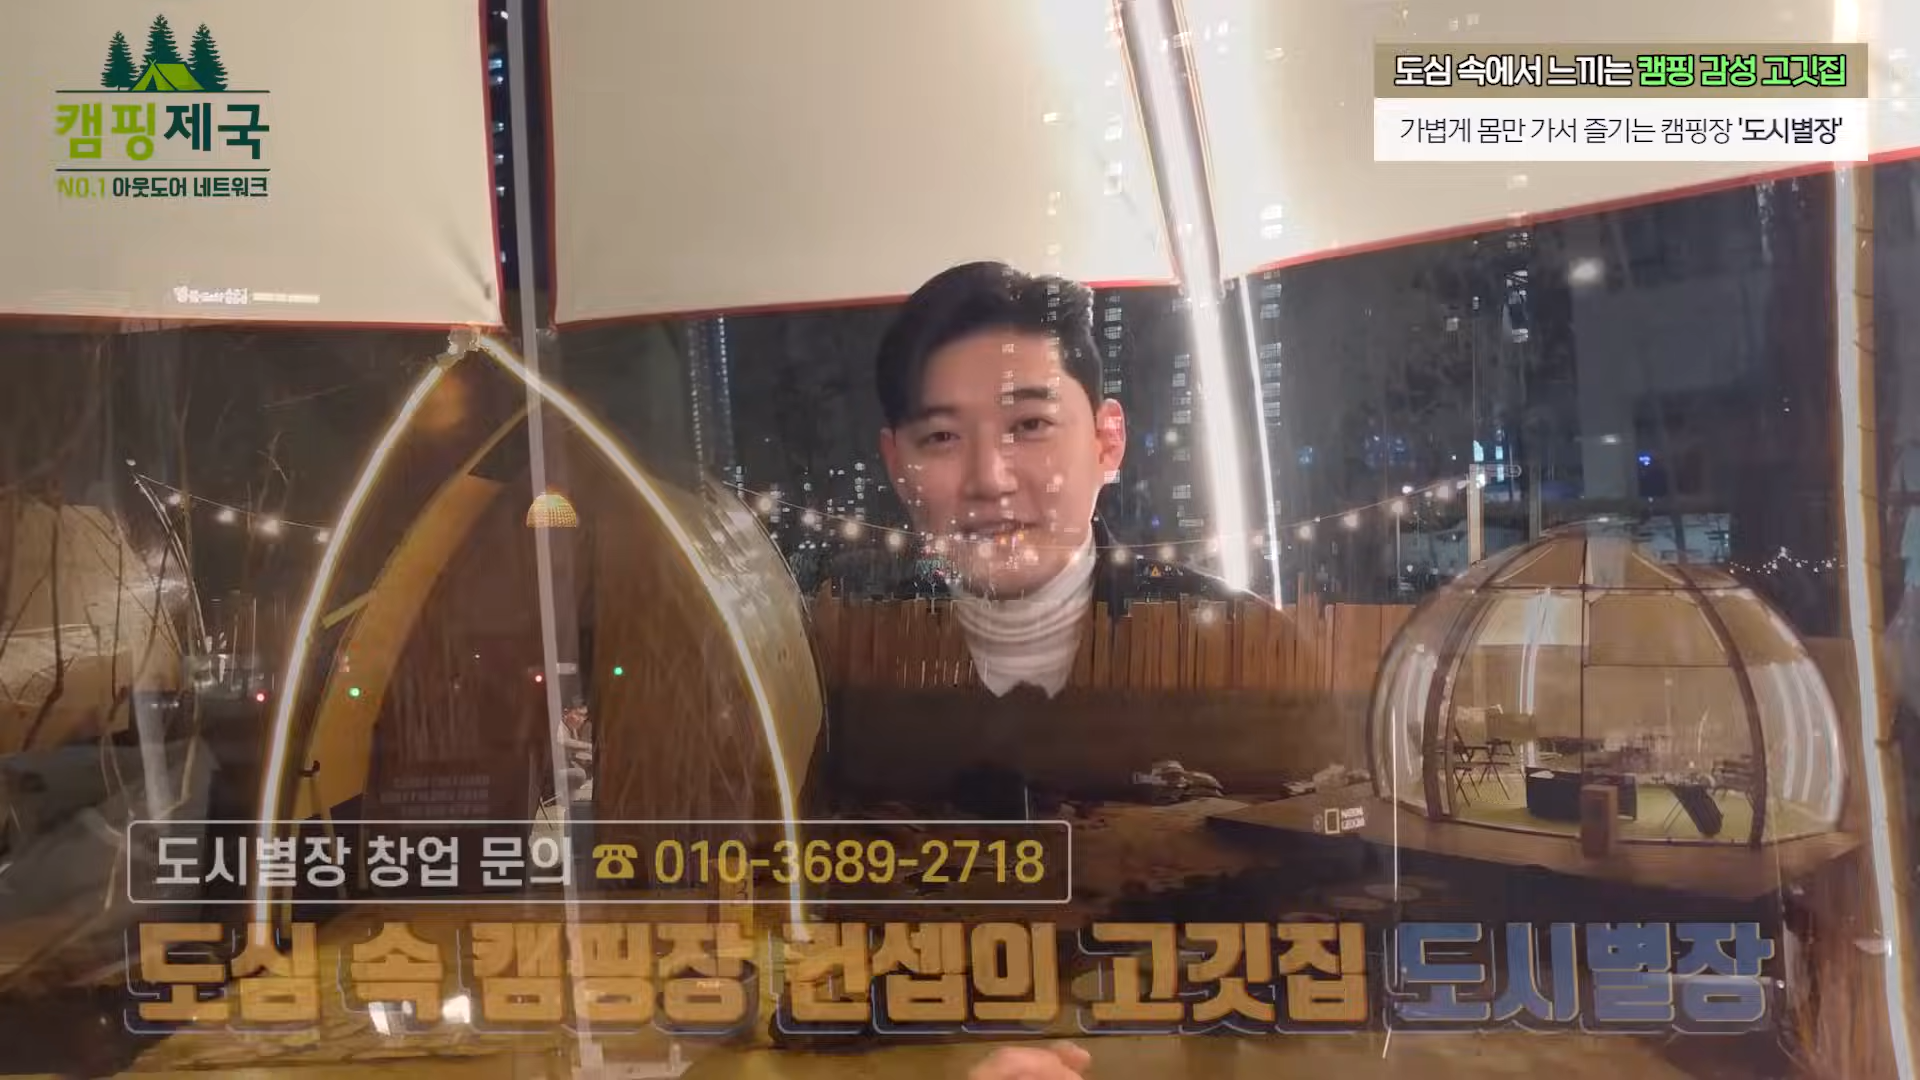 캠핑제국
NO.1 아웃도어 네트워크
도심 속에서 느끼는 캠핑 감성 고깃집
가볍게 몸만 가서 즐기는 캠핑장 '도시별장'
도시별장 창업 문의 ☎ 010-3689-2718
도심 속 캠핑장 컨셉의 고깃집 도시별장